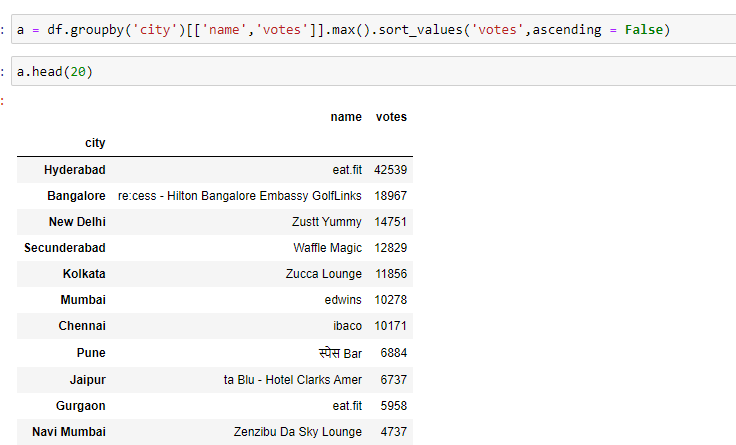 : a = df.groupby('city')[['name','votes']].max().sort_values('votes',ascending = False)
: a.head(20)
:
name votes
city
Hyderabad eat.fit 42539
Bangalore re:cess - Hilton Bangalore Embassy GolfLinks 18967
New Delhi Zustt Yummy 14751
Secunderabad Waffle Magic 12829
Kolkata Zucca Lounge 11856
Mumbai edwins 10278
Chennai ibaco 10171
Pune स्पेस Bar 6884
Jaipur ta Blu - Hotel Clarks Amer 6737
Gurgaon eat.fit 5958
Navi Mumbai Zenzibu Da Sky Lounge 4737